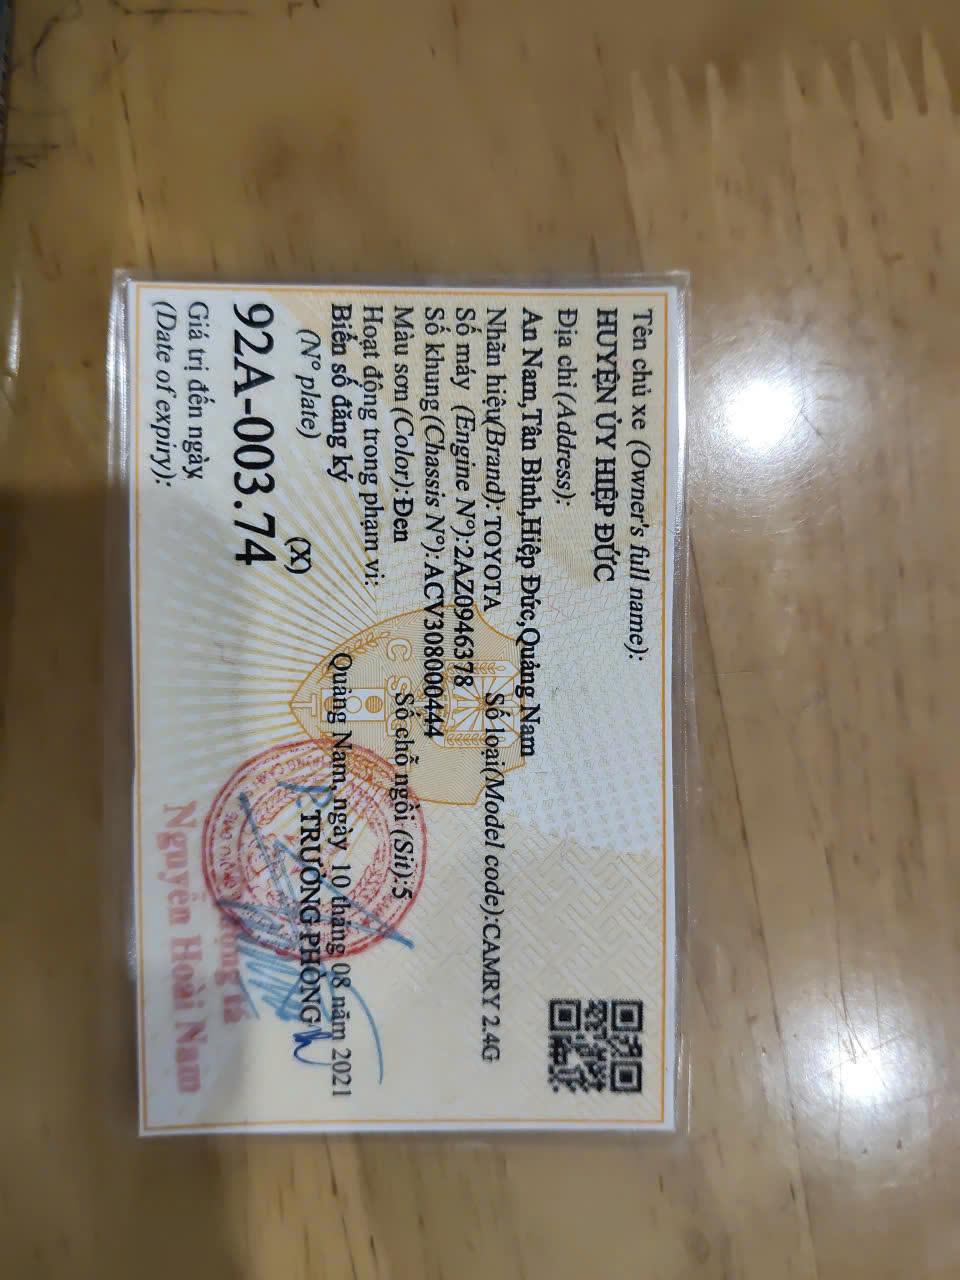 Tên chủ xe (Owner's full name):
HUYỆN ỦY HIỆP ĐỨC
Địa chỉ (Address):
An Nam,Tân Bình,Hiệp Đức,Quảng Nam
Nhãn hiệu(Brand): TOYOTA Số loại(Model code):CAMRY 2.4G
Số máy (Engine Nº):2AZ0946378
Số khung(Chassis Nº): ACV308000444
Màu sơn (Color):Đen Số chỗ ngồi (Sit):5
Hoạt động trong phạm vi:
Biển số đăng ký Quảng Nam, ngày 10 tháng 08 năm 2021
(Nº plate) (X) P. TRƯỞNG PHÒNG
92A-003.74
Giá trị đến ngày
(Date of expiry):
Nguyễn Hoài Nam